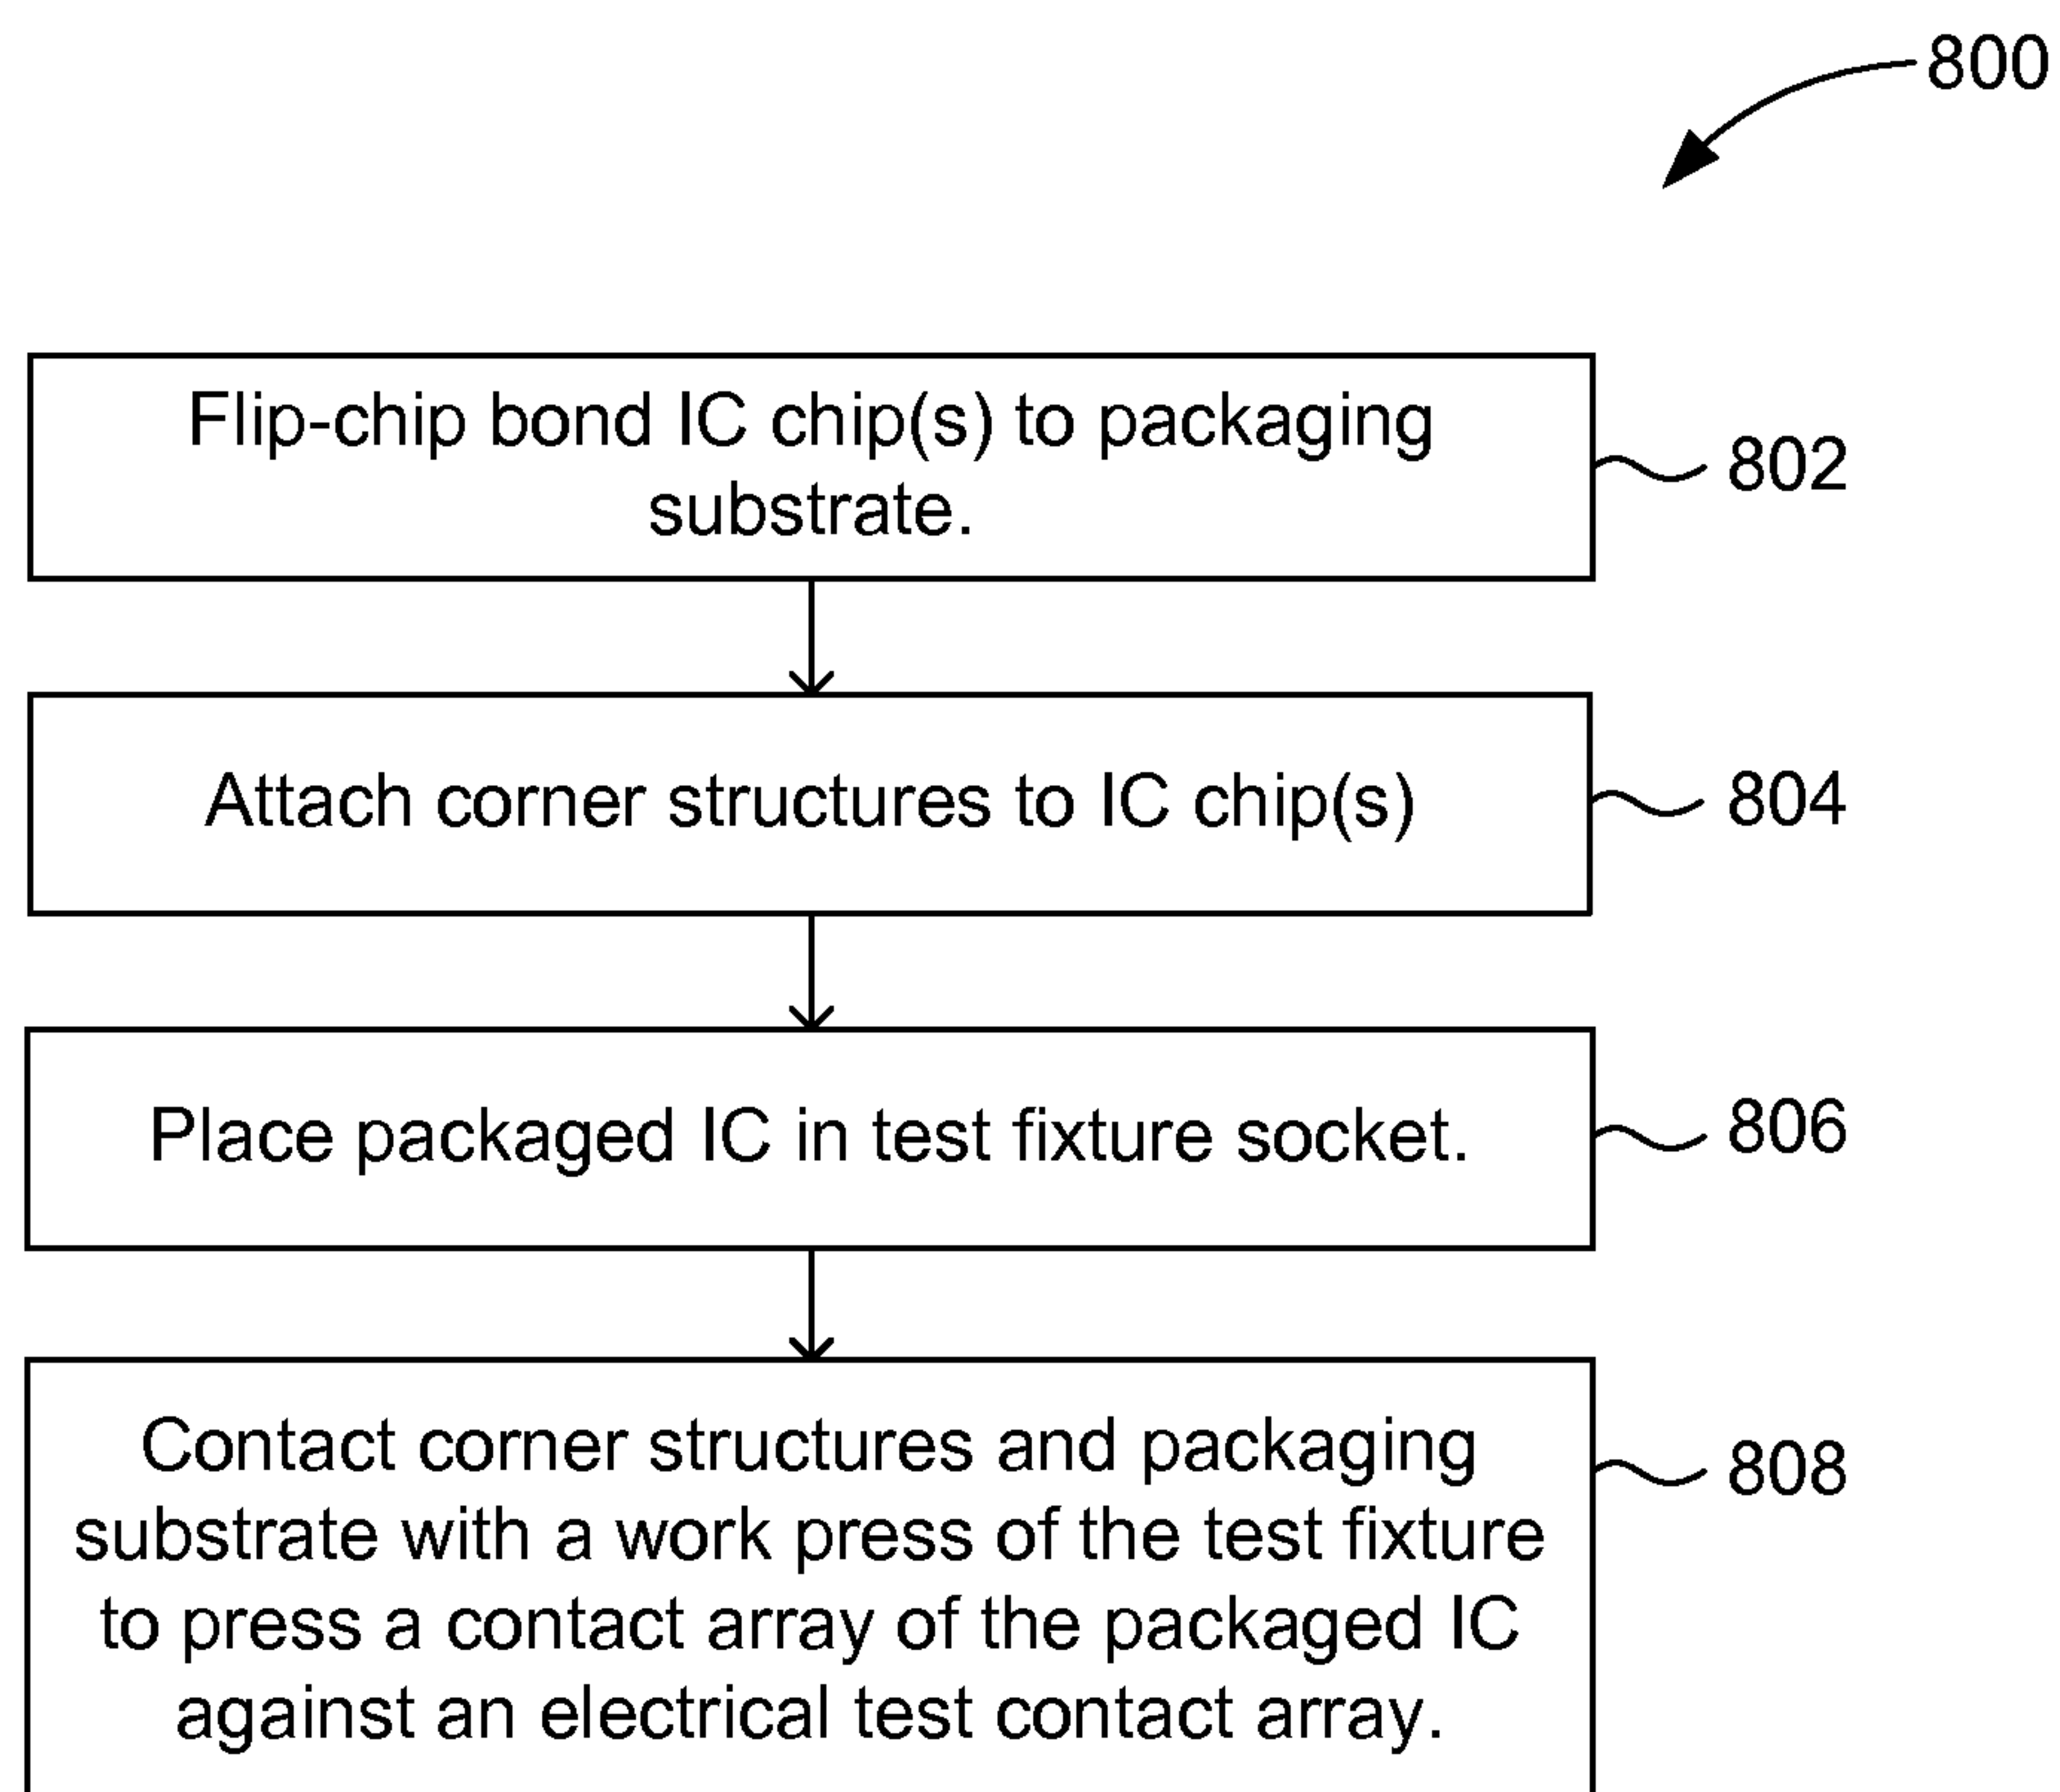 800
Flip-chip bond IC chip(s) to packaging
substrate.
802
Attach corner structures to IC chip(s)
804
Place packaged IC in test fixture socket.
806
Contact corner structures and packaging
substrate with a work press of the test fixture
to press a contact array of the packaged IC
against an electrical test contact array.
808